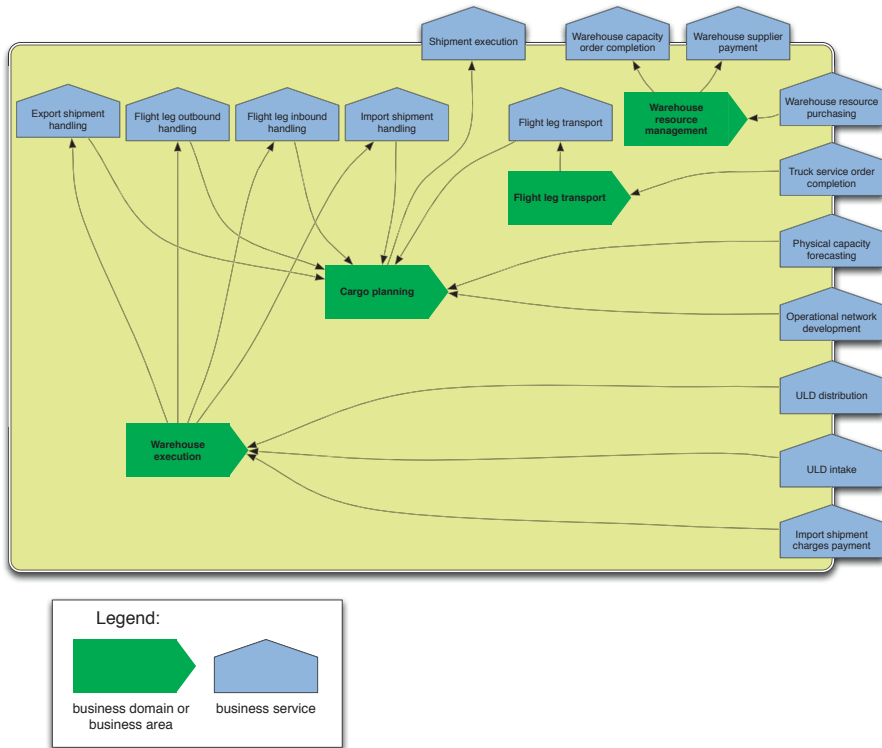 Shipment execution
Warehouse capacity
order completion
Warehouse supplier
payment
Export shipment
handling
Flight leg outbound
handling
Flight leg inbound
handling
Import shipment
handling
Flight leg transport
Warehouse
resource
management
Warehouse resource
purchasing
Truck service order
completion
Flight leg transport
Physical capacity
forecasting
Cargo planning
Operational network
development
ULD distribution
Warehouse
execution
ULD intake
Import shipment
charges payment
Legend:
business domain or
business area
business service